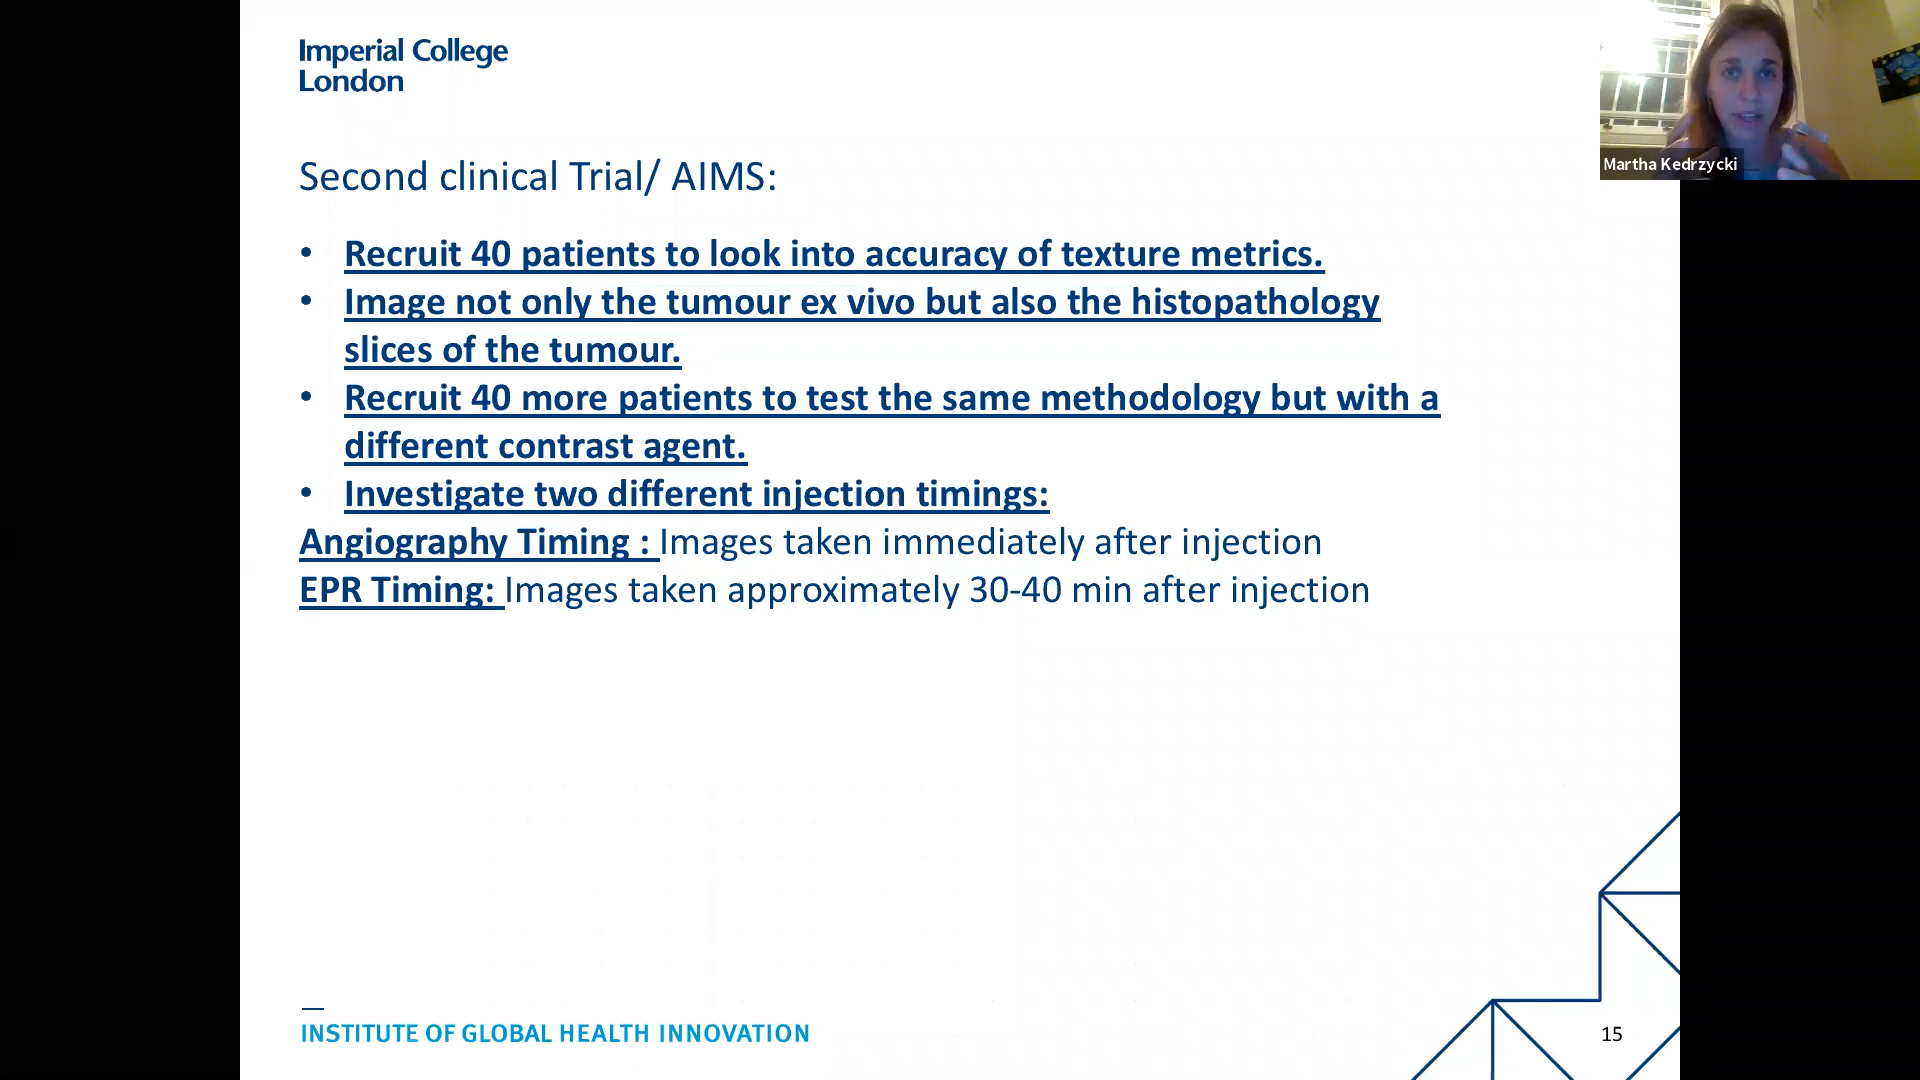 Imperial College
London
Martha Kedrzycki
Second clinical Trial/ AIMS:
• Recruit 40 patients to look into accuracy of texture metrics.
• Image not only the tumour ex vivo but also the histopathology
slices of the tumour.
• Recruit 40 more patients to test the same methodology but with a
different contrast agent.
• Investigate two different injection timings:
Angiography Timing : Images taken immediately after injection
EPR Timing: Images taken approximately 30-40 min after injection
INSTITUTE OF GLOBAL HEALTH INNOVATION
15